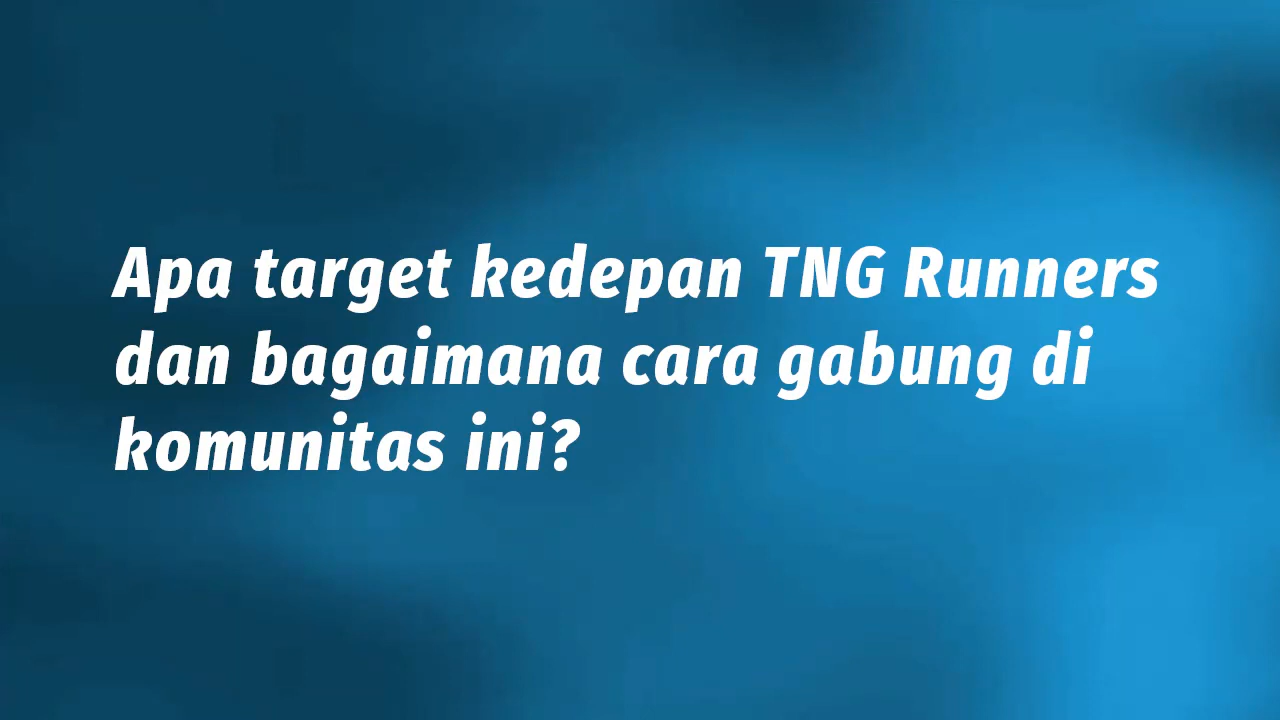 Apa target kedepan TNG Runners
dan bagaimana cara gabung di
komunitas ini?